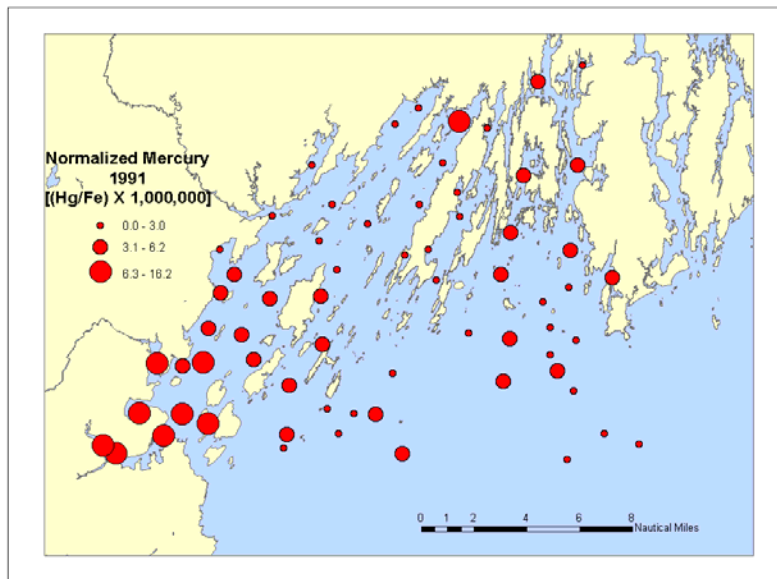 Normalized Mercury
1991
[(Hg/Fe) X 1,000,000]
0.0 - 3.0
3.1 - 6.2
6.3 - 16.2
0 1 2 4 6 8
Nautical Miles